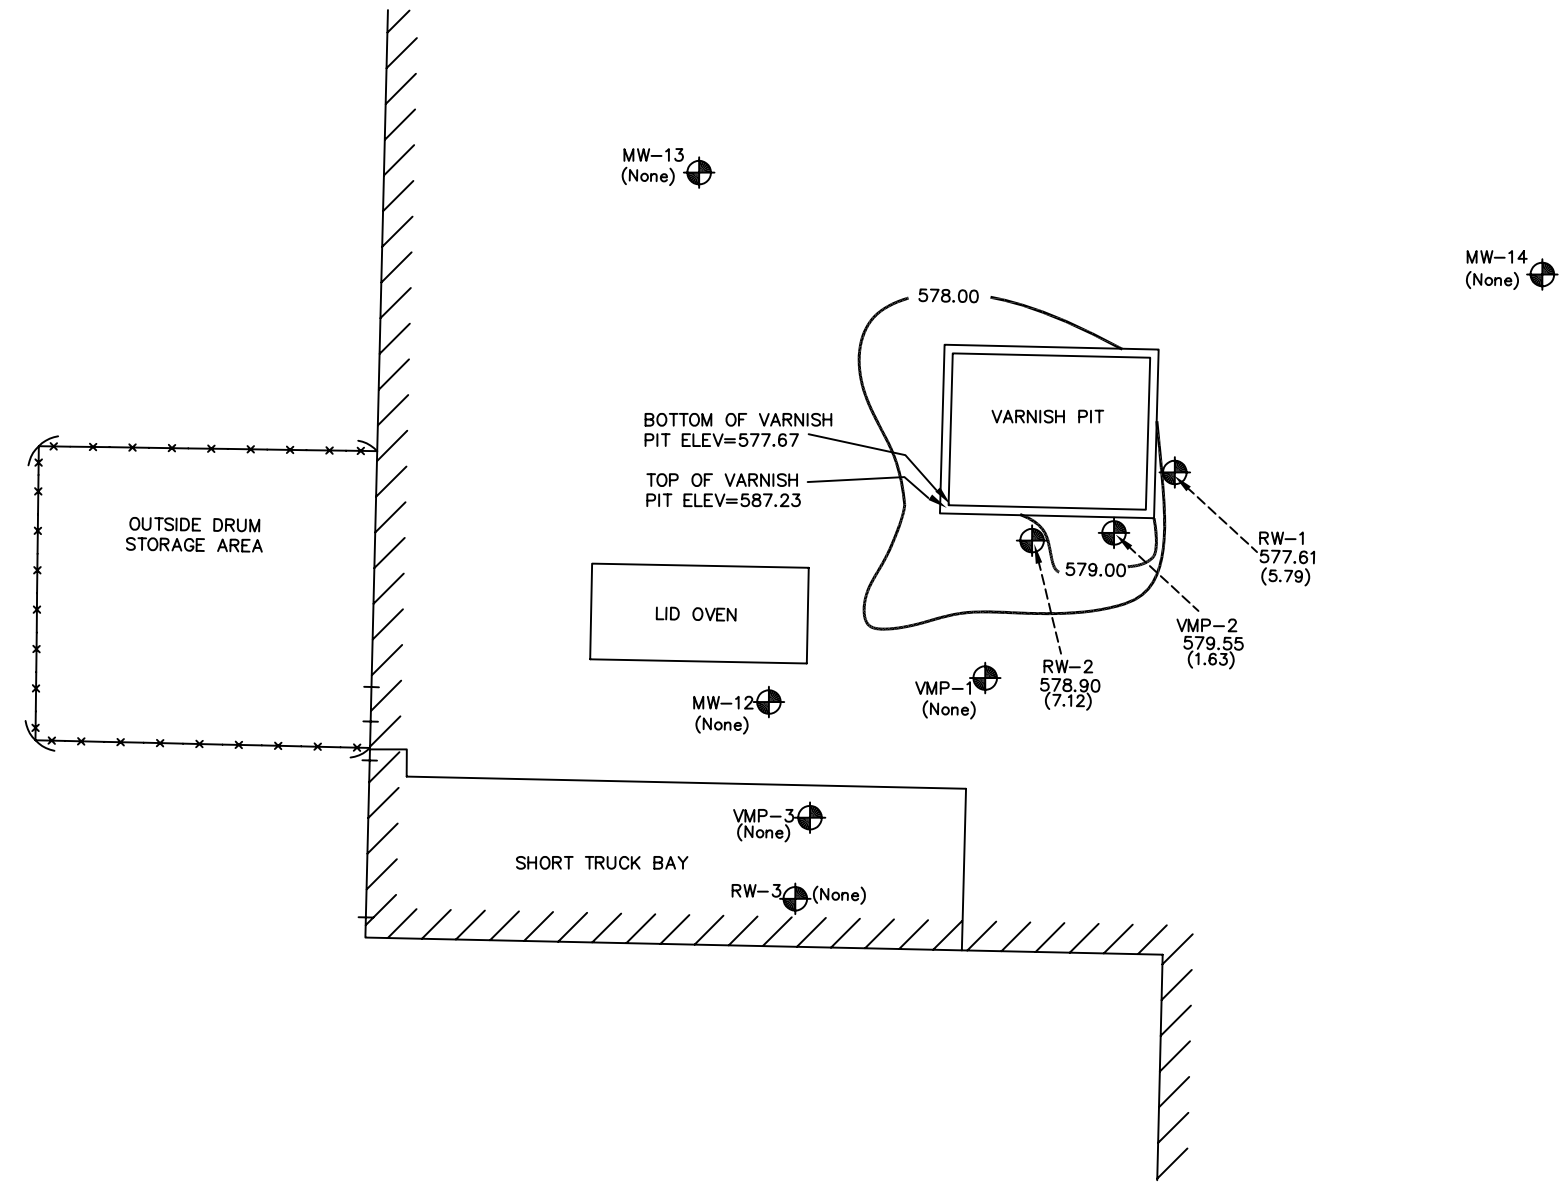 MW-13
(None)
MW-14
(None)
578.00
VARNISH PIT
BOTTOM OF VARNISH
PIT ELEV=577.67
TOP OF VARNISH
PIT ELEV=587.23
OUTSIDE DRUM
STORAGE AREA
RW-1
577.61
(5.79)
579.00
LID OVEN
VMP-2
579.55
(1.63)
RW-2
578.90
(7.12)
VMP-1
(None)
MW-12
(None)
VMP-3
(None)
SHORT TRUCK BAY
RW-3 (None)